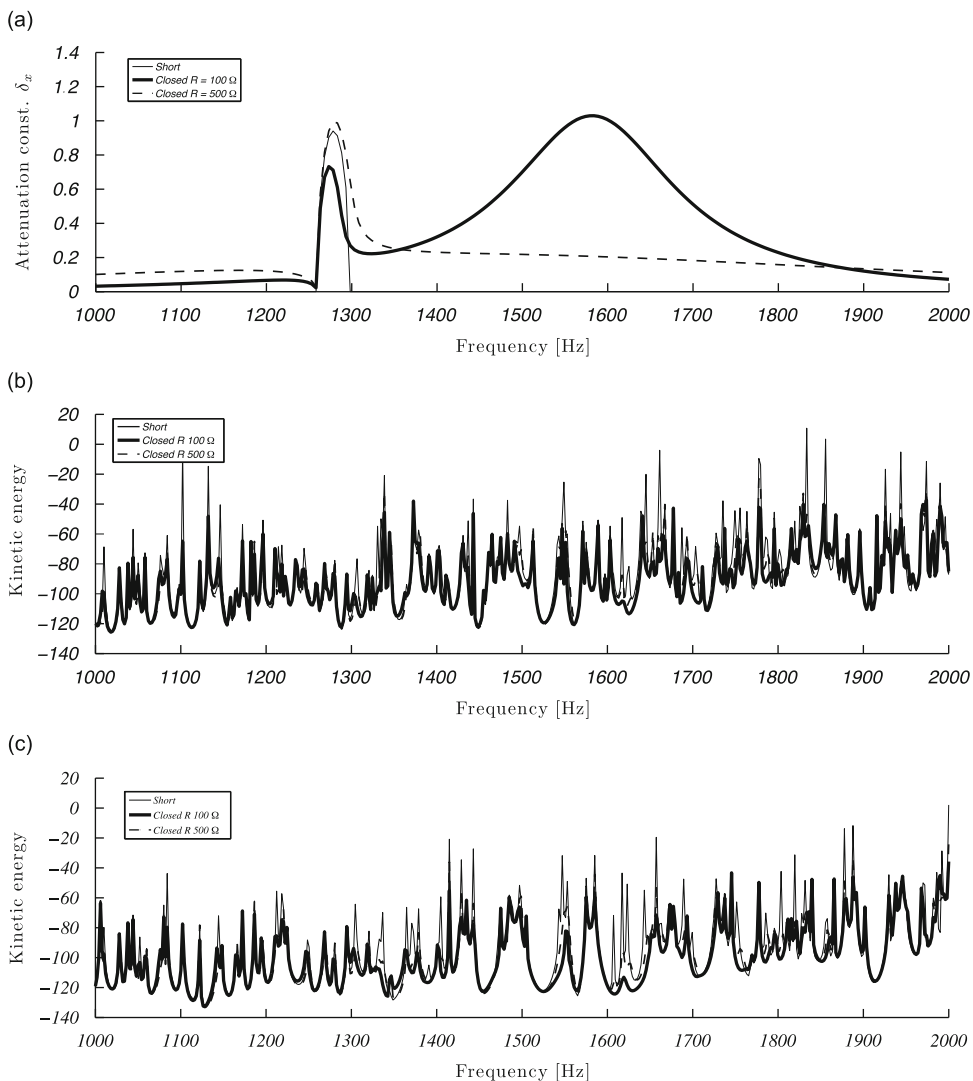 (a)
Attenuation const. δx
1.4
1.2
1
0.8
0.6
0.4
0.2
0
Short
Closed R = 100 Ω
Closed R = 500 Ω
1000 1100 1200 1300 1400 1500 1600 1700 1800 1900 2000
Frequency [Hz]
(b)
Kinetic energy
20
0
−20
−40
−60
−80
−100
−120
−140
Short
Closed R 100 Ω
Closed R 500 Ω
1000 1100 1200 1300 1400 1500 1600 1700 1800 1900 2000
Frequency [Hz]
(c)
Kinetic energy
20
0
−20
−40
−60
−80
−100
−120
−140
Short
Closed R 100 Ω
Closed R 500 Ω
1000 1100 1200 1300 1400 1500 1600 1700 1800 1900 2000
Frequency [Hz]